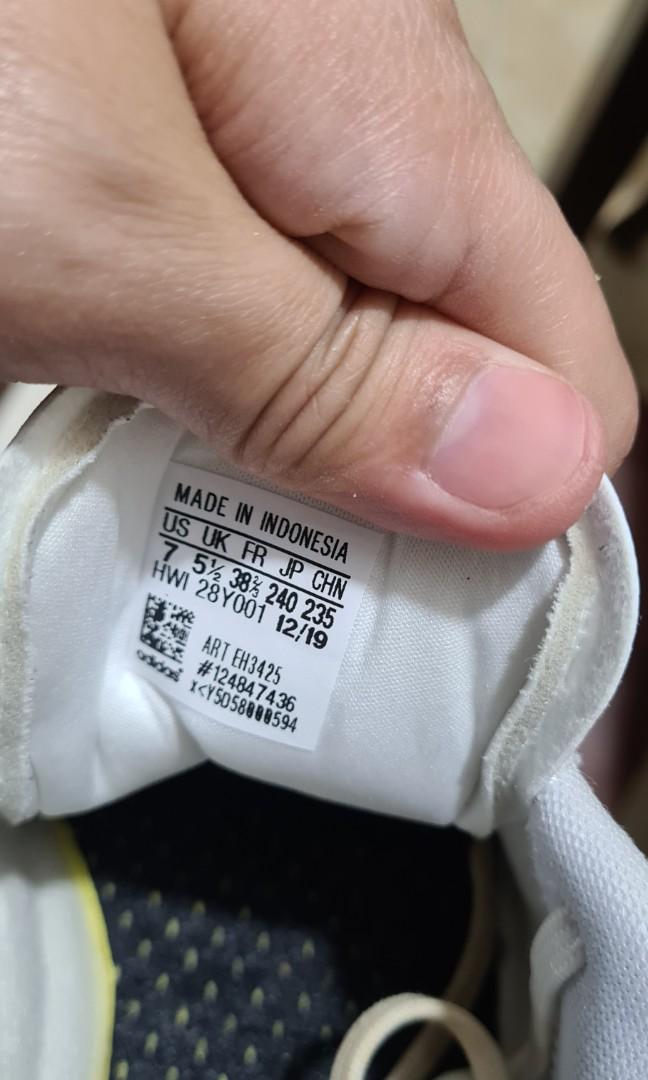 MADE IN INDONESIA
US UK FR JP CHN
7 5½ 38⅔ 240 235
HWI 28Y001 12/19
ART EH3425
#124847436
adidas